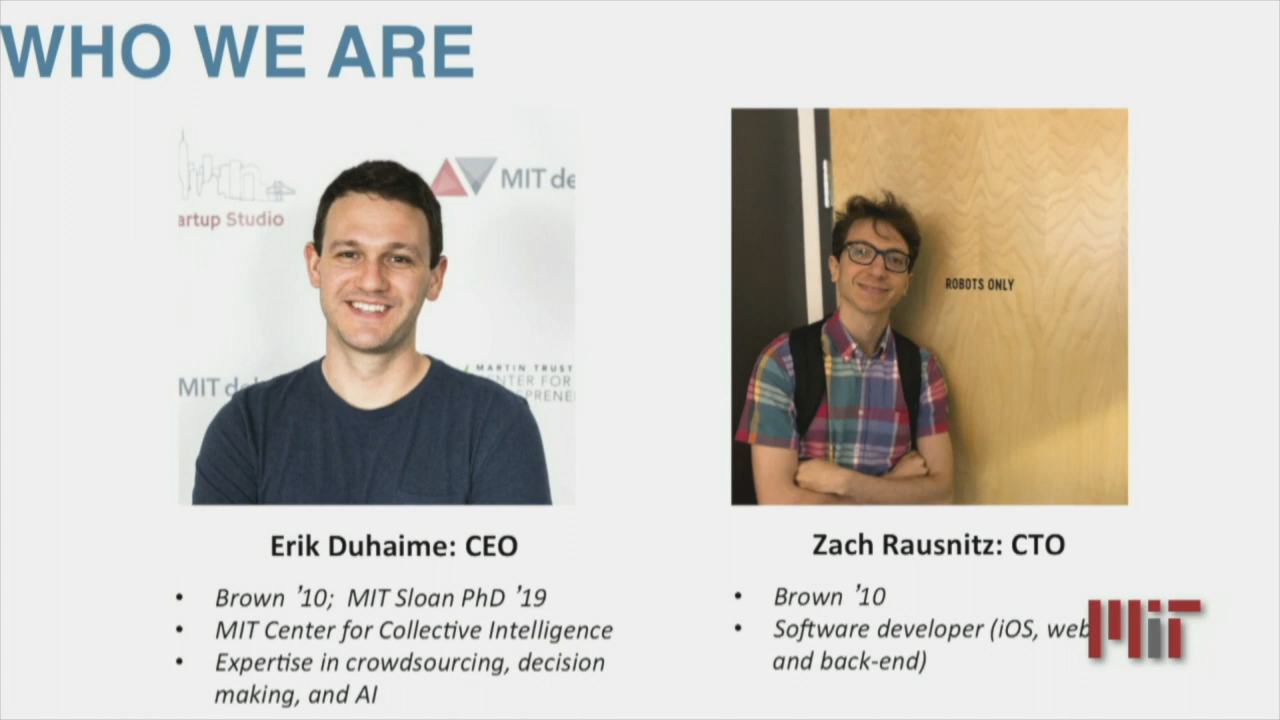 WHO WE ARE
artup Studio
MIT de
MIT de
MARTIN TRUST
CENTER FOR
PRENE
ROBOTS ONLY
Erik Duhaime: CEO
• Brown ’10; MIT Sloan PhD ’19
• MIT Center for Collective Intelligence
• Expertise in crowdsourcing, decision
making, and AI
Zach Rausnitz: CTO
• Brown ’10
• Software developer (iOS, web
and back-end)
MIT